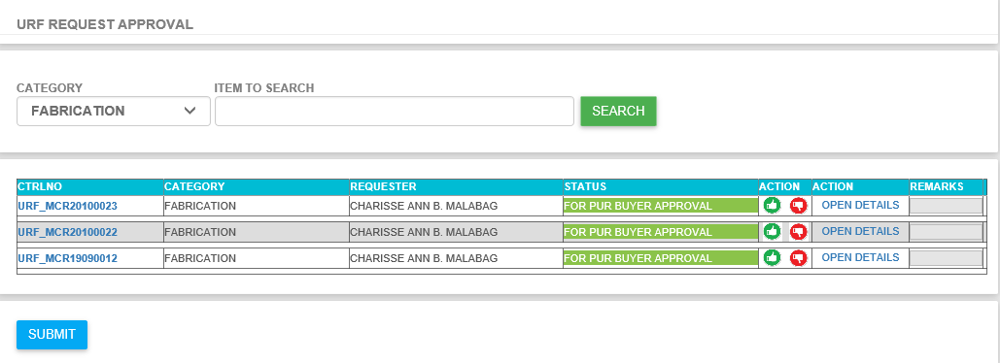 URF REQUEST APPROVAL
CATEGORY ITEM TO SEARCH
FABRICATION SEARCH
CTRLNO CATEGORY REQUESTER STATUS ACTION ACTION REMARKS
URF_MCR20100023 FABRICATION CHARISSE ANN B. MALABAG FOR PUR BUYER APPROVAL OPEN DETAILS
URF_MCR20100022 FABRICATION CHARISSE ANN B. MALABAG FOR PUR BUYER APPROVAL OPEN DETAILS
URF_MCR19090012 FABRICATION CHARISSE ANN B. MALABAG FOR PUR BUYER APPROVAL OPEN DETAILS
SUBMIT